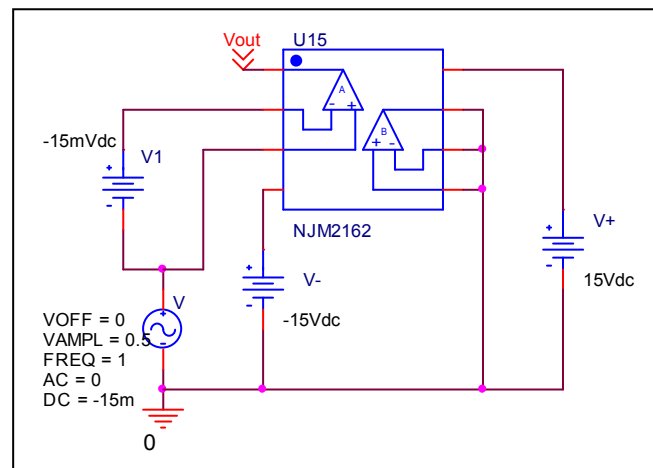 Vout
U15
A
- +
B
+ -
-15mVdc
V1
NJM2162
V+
15Vdc
V-
-15Vdc
V
VOFF = 0
VAMPL = 0.5
FREQ = 1
AC = 0
DC = -15m
0